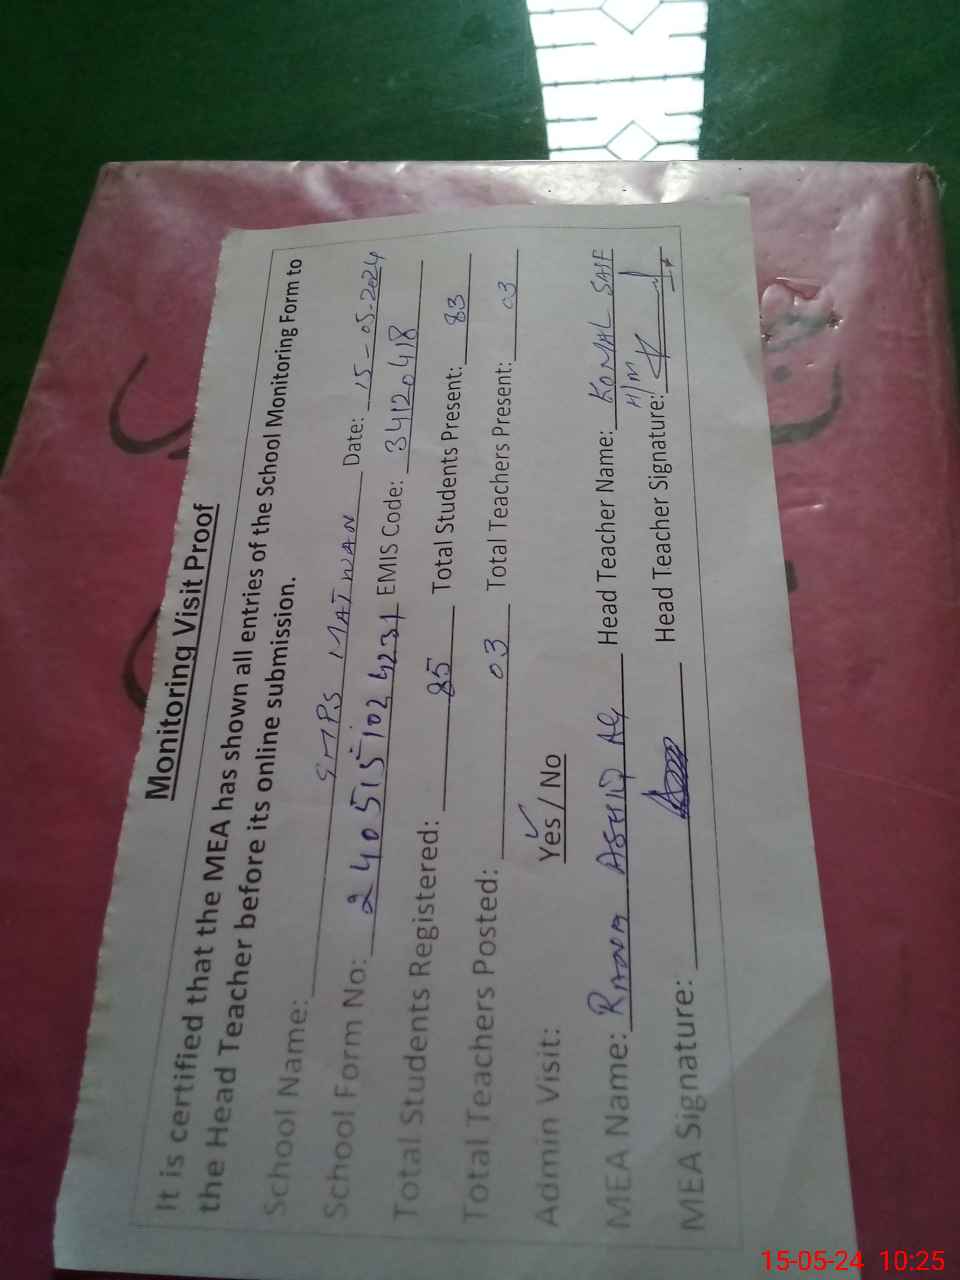 Monitoring Visit Proof
It is certified that the MEA has shown all entries of the School Monitoring Form to
the Head Teacher before its online submission.
School Name: GMPS MATWAN Date: 15-05-2024
School Form No: 2405151024231 EMIS Code: 34120418
Total Students Registered: 85 Total Students Present: 83
Total Teachers Posted: 03 Total Teachers Present: 03
Admin Visit: Yes / No
MEA Name: RANA ASHIQ Head Teacher Name: KOMAL SAIF
MEA Signature: Head Teacher Signature: H/M
15-05-24 10:25